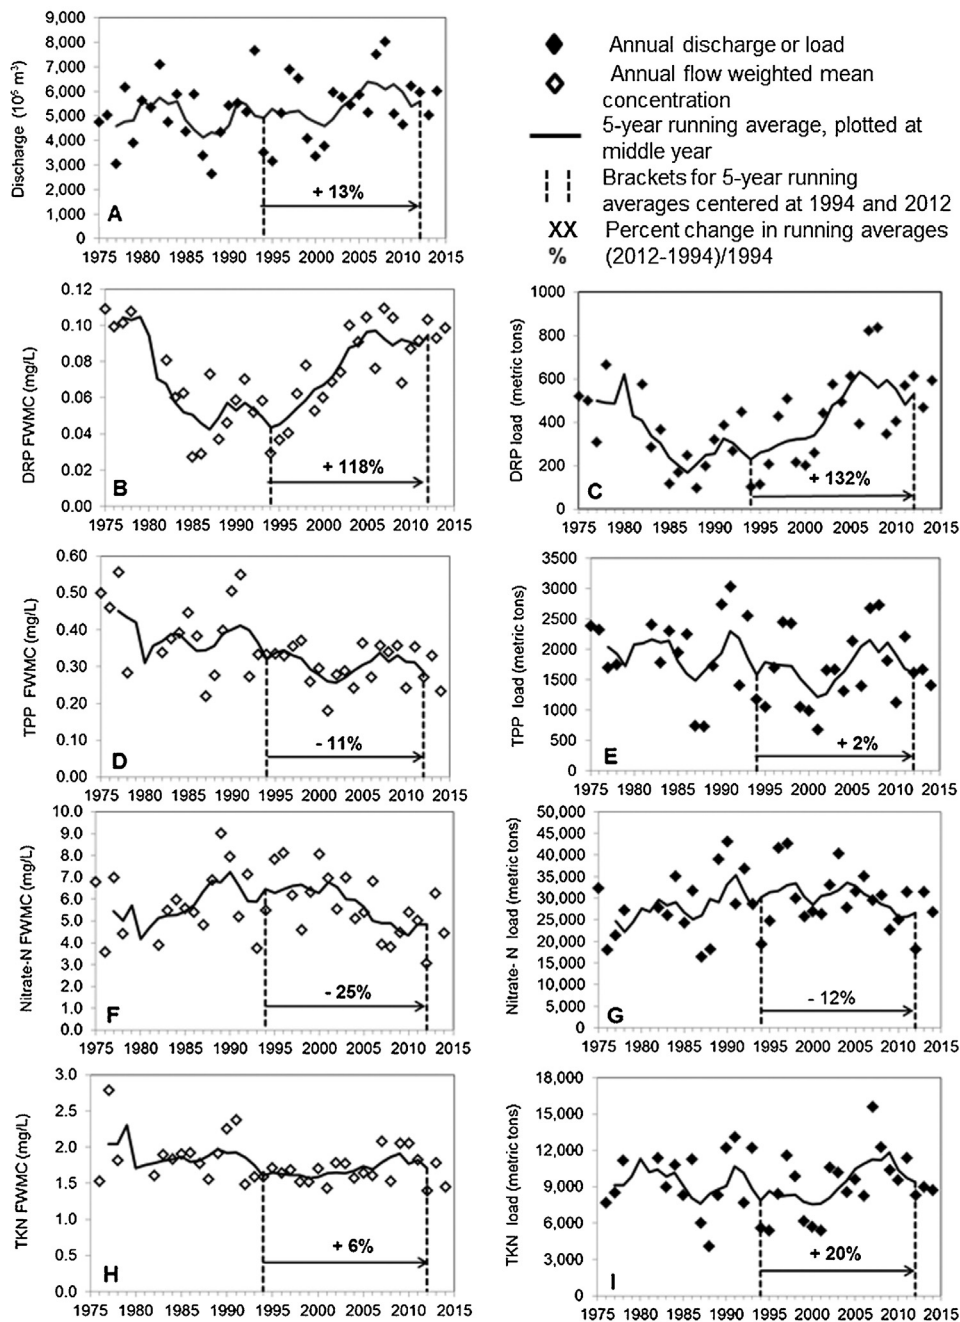 9,000
8,000
7,000
6,000
5,000
4,000
3,000
2,000
1,000
0
Discharge (10⁶ m³)
A
+ 13%
1975 1980 1985 1990 1995 2000 2005 2010 2015
Annual discharge or load
Annual flow weighted mean
concentration
5-year running average, plotted at
middle year
Brackets for 5-year running
averages centered at 1994 and 2012
XX Percent change in running averages
% (2012-1994)/1994
0.12
0.10
0.08
0.06
0.04
0.02
0.00
DRP FWMC (mg/L)
B
+ 118%
1975 1980 1985 1990 1995 2000 2005 2010 2015
1000
800
600
400
200
0
DRP load (metric tons)
C
+ 132%
1975 1980 1985 1990 1995 2000 2005 2010 2015
0.60
0.50
0.40
0.30
0.20
0.10
0.00
TPP FWMC (mg/L)
D
- 11%
1975 1980 1985 1990 1995 2000 2005 2010 2015
3500
3000
2500
2000
1500
1000
500
0
TPP load (metric tons)
E
+ 2%
1975 1980 1985 1990 1995 2000 2005 2010 2015
10.0
9.0
8.0
7.0
6.0
5.0
4.0
3.0
2.0
1.0
0.0
Nitrate-N FWMC (mg/L)
F
- 25%
1975 1980 1985 1990 1995 2000 2005 2010 2015
50,000
45,000
40,000
35,000
30,000
25,000
20,000
15,000
10,000
5,000
0
Nitrate- N load (metric tons)
G
- 12%
1975 1980 1985 1990 1995 2000 2005 2010 2015
3.0
2.5
2.0
1.5
1.0
0.5
0.0
TKN FWMC (mg/L)
H
+ 6%
1975 1980 1985 1990 1995 2000 2005 2010 2015
18,000
15,000
12,000
9,000
6,000
3,000
0
TKN load (metric tons)
I
+ 20%
1975 1980 1985 1990 1995 2000 2005 2010 2015